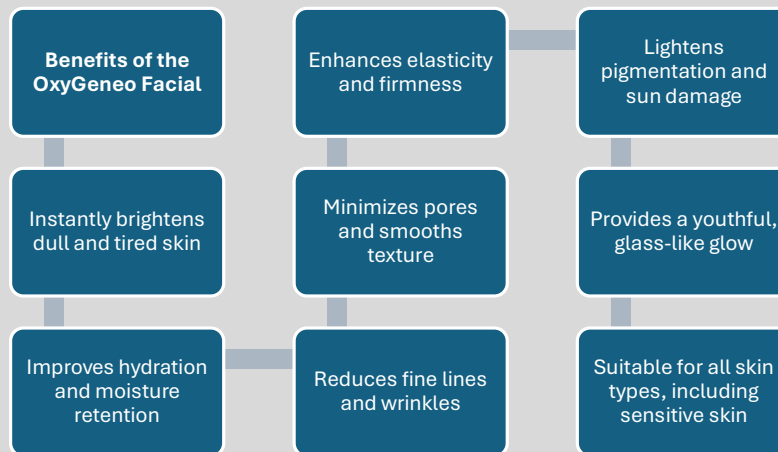 Benefits of the
OxyGeneo Facial
Instantly brightens
dull and tired skin
Improves hydration
and moisture
retention
Reduces fine lines
and wrinkles
Minimizes pores
and smooths
texture
Enhances elasticity
and firmness
Lightens
pigmentation and
sun damage
Provides a youthful,
glass-like glow
Suitable for all skin
types, including
sensitive skin